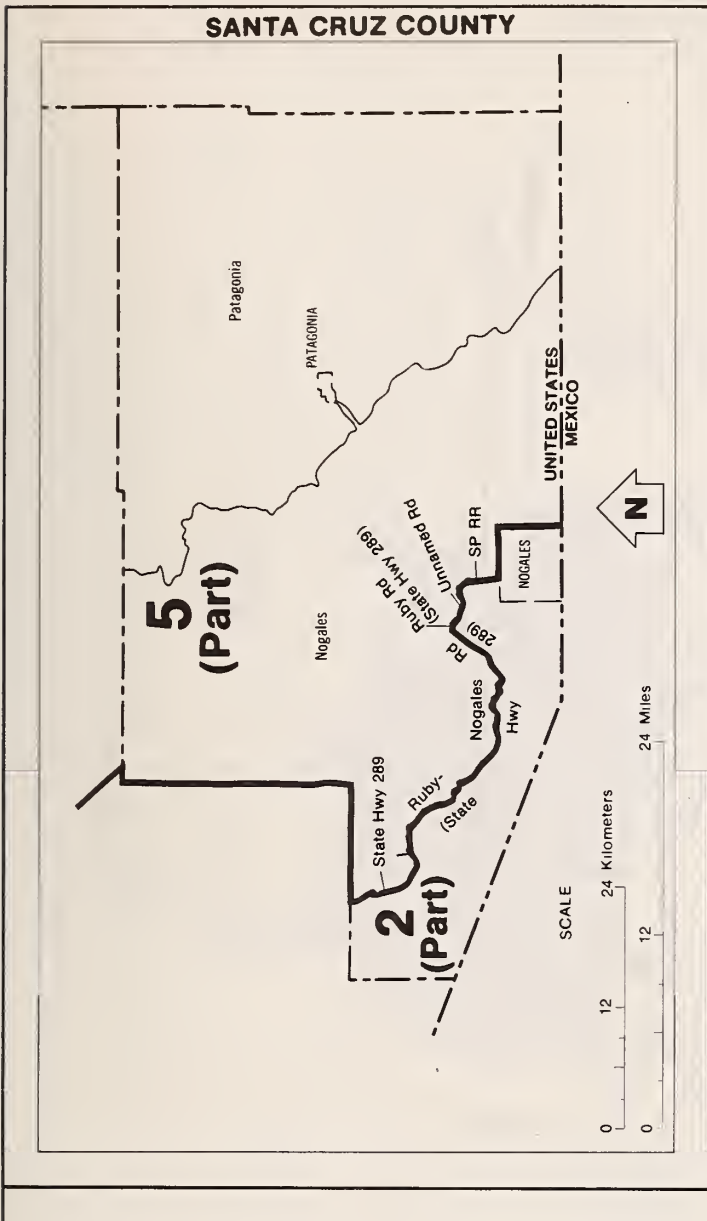 SANTA CRUZ COUNTY
Patagonia
PATAGONIA
5
(Part)
Nogales
UNITED STATES
MEXICO
Ruby Rd
(State Hwy 289)
Unnamed Rd
SP RR
NOGALES
N
State Hwy 289
Ruby-
Nogales
Rd
(State
Hwy
289)
2
(Part)
SCALE
0 12 24 Kilometers
0 12 24 Miles